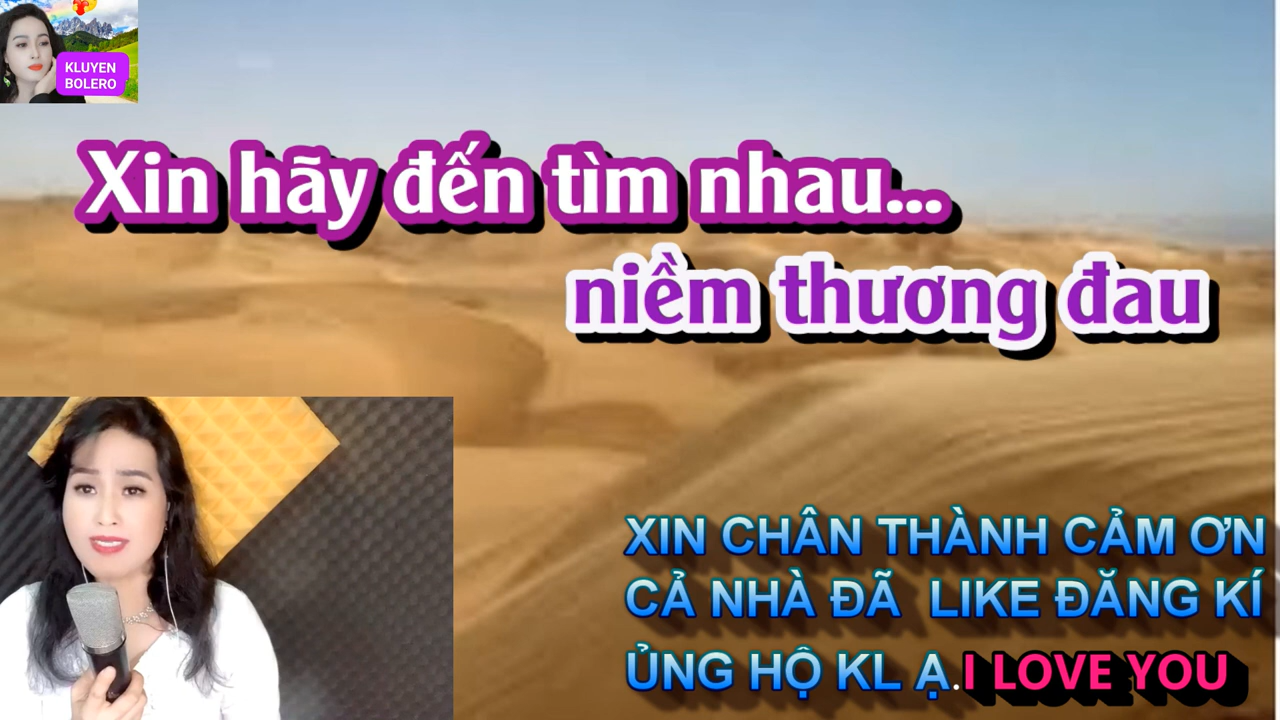 KLUYEN
BOLERO
Xin hãy đến tìm nhau...
niềm thương đau
XIN CHÂN THÀNH CẢM ƠN
CẢ NHÀ ĐÃ LIKE ĐĂNG KÍ
ỦNG HỘ KL Ạ.I LOVE YOU